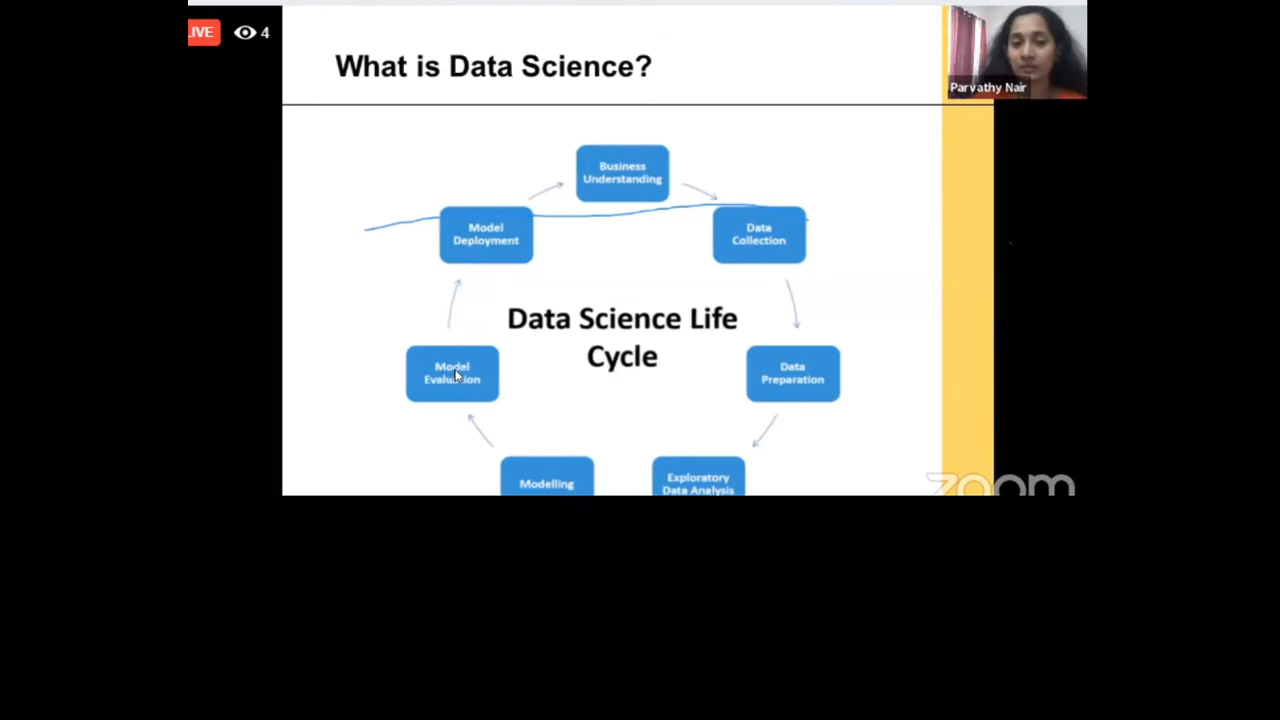 LIVE
4
What is Data Science?
Parvathy Nair
Business
Understanding
Model
Deployment
Data
Collection
Data Science Life
Cycle
Model
Evaluation
Data
Preparation
Modelling
Exploratory
Data Analysis
zoom